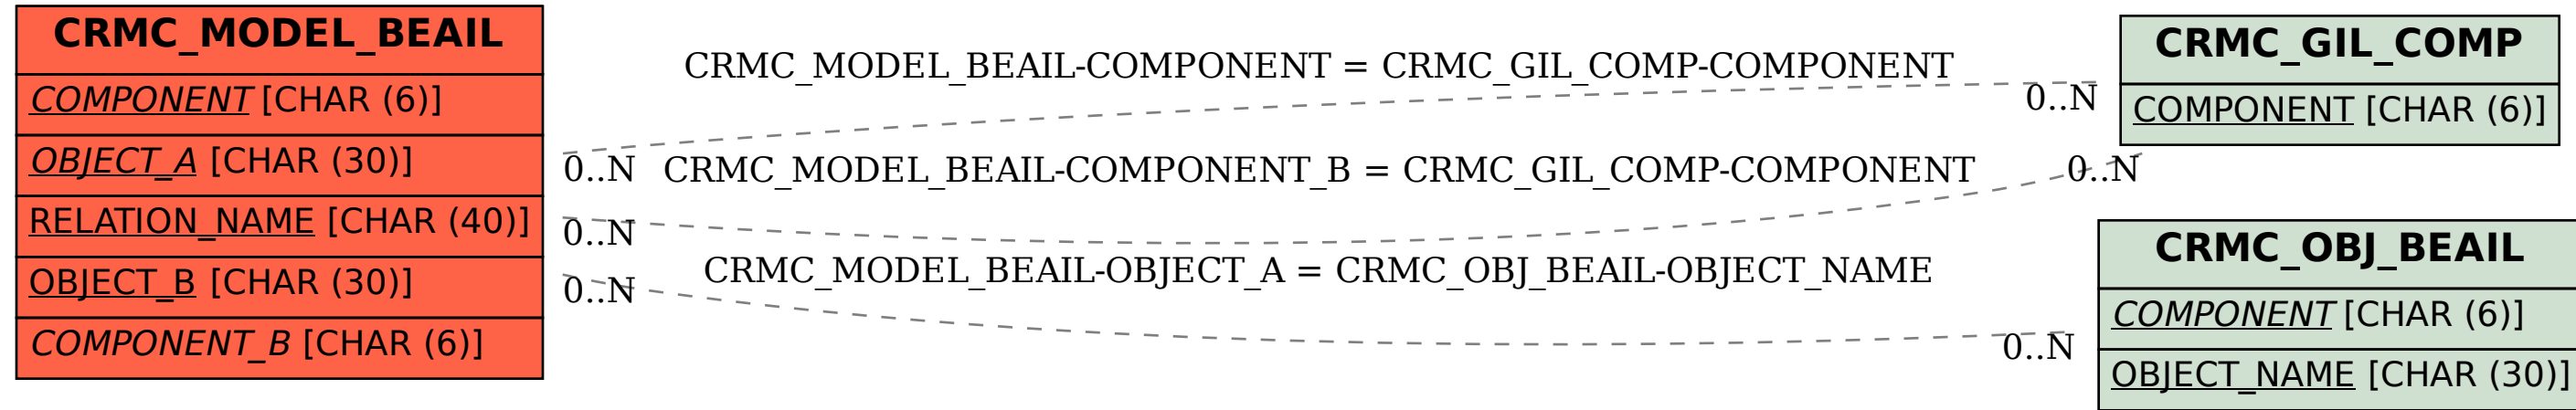 CRMC_MODEL_BEAIL
COMPONENT [CHAR (6)]
OBJECT_A [CHAR (30)]
RELATION_NAME [CHAR (40)]
OBJECT_B [CHAR (30)]
COMPONENT_B [CHAR (6)]
CRMC_MODEL_BEAIL-COMPONENT = CRMC_GIL_COMP-COMPONENT
0..N
0..N
CRMC_MODEL_BEAIL-COMPONENT_B = CRMC_GIL_COMP-COMPONENT
0..N
0..N
CRMC_MODEL_BEAIL-OBJECT_A = CRMC_OBJ_BEAIL-OBJECT_NAME
0..N
0..N
CRMC_GIL_COMP
COMPONENT [CHAR (6)]
CRMC_OBJ_BEAIL
COMPONENT [CHAR (6)]
OBJECT_NAME [CHAR (30)]